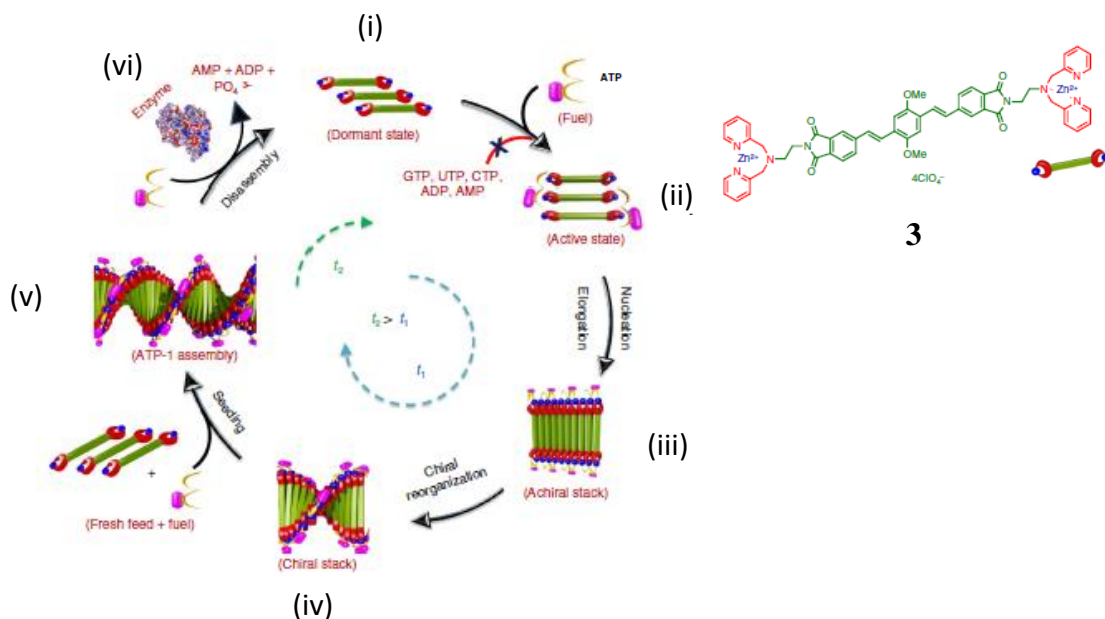 (i)
(vi)
AMP + ADP +
PO₄ ³⁻
Enzyme
Disassembly
(Dormant state)
ATP
(Fuel)
GTP, UTP, CTP,
ADP, AMP
(ii)
(Active state)
Nucleation
Elongation
t₂
t₂ > t₁
t₁
(v)
(ATP-1 assembly)
Seeding
+
(Fresh feed + fuel)
(iii)
(Achiral stack)
Chiral
reorganization
(Chiral stack)
(iv)
N
N
Zn²⁺
N
O
N
O
OMe
OMe
O
N
O
N
Zn²⁺
N
N
4ClO₄⁻
3